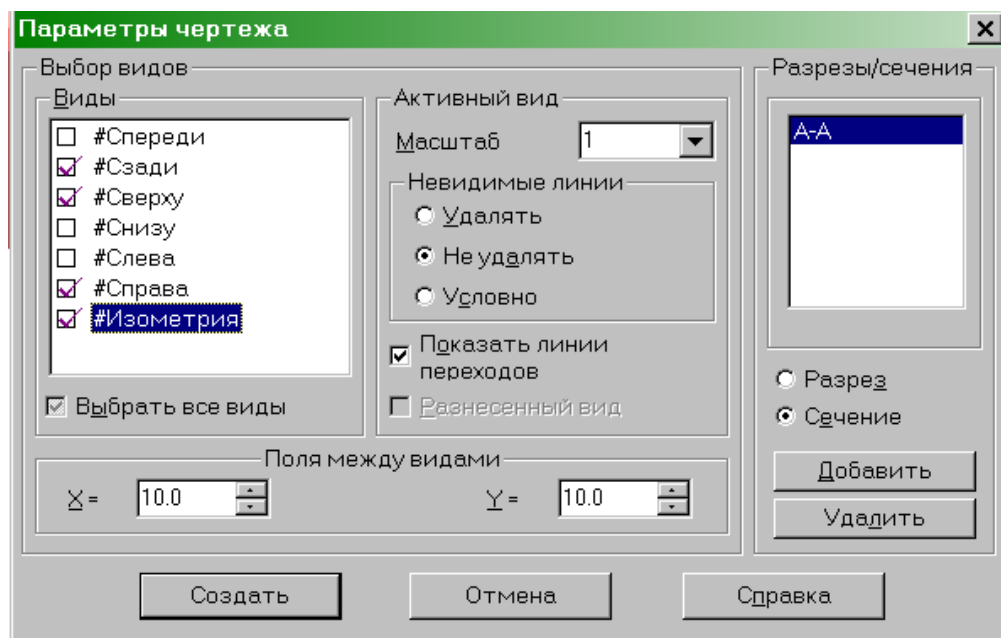 Параметры чертежа
Выбор видов
Виды
#Спереди
#Сзади
#Сверху
#Снизу
#Слева
#Справа
#Изометрия
Выбрать все виды
Активный вид
Масштаб 1
Невидимые линии
Удалять
Не удалять
Условно
Показать линии
переходов
Разнесенный вид
Поля между видами
X = 10.0 Y = 10.0
Разрезы/сечения
A-A
Разрез
Сечение
Добавить
Удалить
Создать Отмена Справка